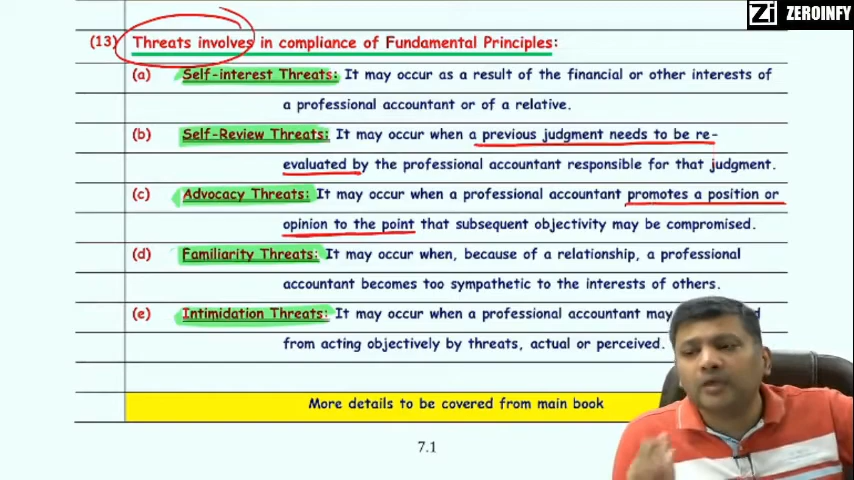 Zi ZEROINFY
(13) Threats involves in compliance of Fundamental Principles:
(a) Self-interest Threats: It may occur as a result of the financial or other interests of
a professional accountant or of a relative.
(b) Self-Review Threats: It may occur when a previous judgment needs to be re-
evaluated by the professional accountant responsible for that judgment.
(c) Advocacy Threats: It may occur when a professional accountant promotes a position or
opinion to the point that subsequent objectivity may be compromised.
(d) Familiarity Threats: It may occur when, because of a relationship, a professional
accountant becomes too sympathetic to the interests of others.
(e) Intimidation Threats: It may occur when a professional accountant may
from acting objectively by threats, actual or perceived.
More details to be covered from main book
7.1